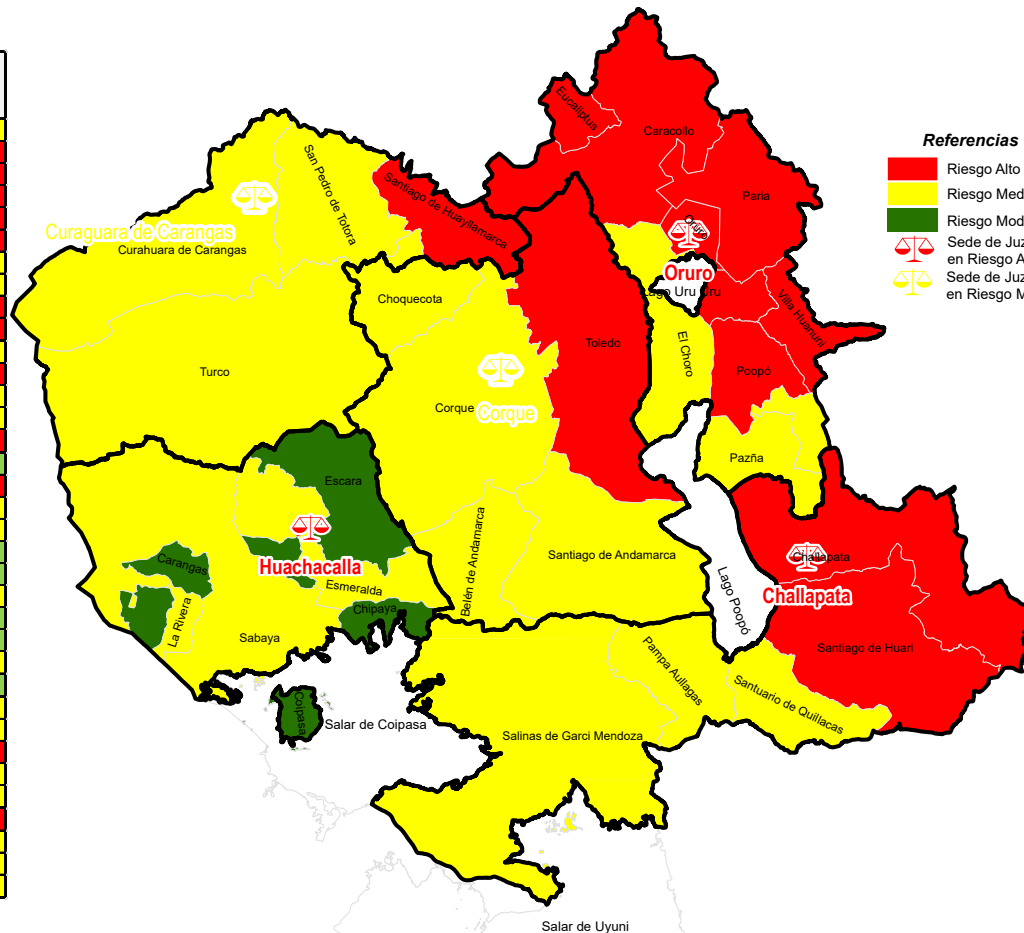 Referencias
Riesgo Alto
Riesgo Med
Riesgo Mod
Sede de Juz
en Riesgo A
Sede de Juz
en Riesgo M
Eucaliptus
Caracollo
Paria
San Pedro de Totora
Santiago de Huayllamarca
Curaguara de Carangas
Curahuara de Carangas
Oruro
Oruro
Lago Uru Uru
Choquecota
Villa Huanuni
Toledo
El Choro
Turco
Poopó
Corque
Corque
Pazña
Escara
Huachacalla
Carangas
Esmeralda
Belén de Andamarca
Santiago de Andamarca
Challapata
Challapata
Lago Poopó
La Rivera
Chipaya
Sabaya
Santiago de Huari
Pampa Aullagas
Santuario de Quillacas
Coipasa
Salar de Coipasa
Salinas de Garci Mendoza
Salar de Uyuni